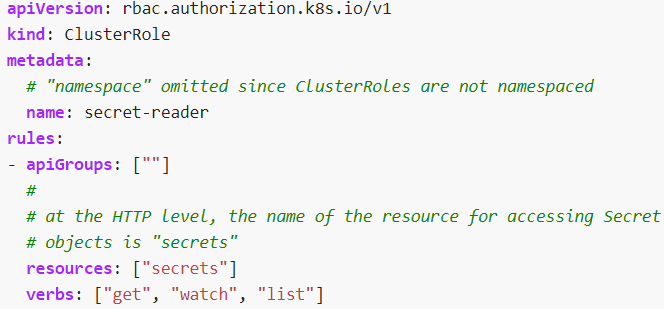 apiVersion: rbac.authorization.k8s.io/v1
kind: ClusterRole
metadata:
  # "namespace" omitted since ClusterRoles are not namespaced
  name: secret-reader
rules:
- apiGroups: [""]
  #
  # at the HTTP level, the name of the resource for accessing Secret
  # objects is "secrets"
  resources: ["secrets"]
  verbs: ["get", "watch", "list"]